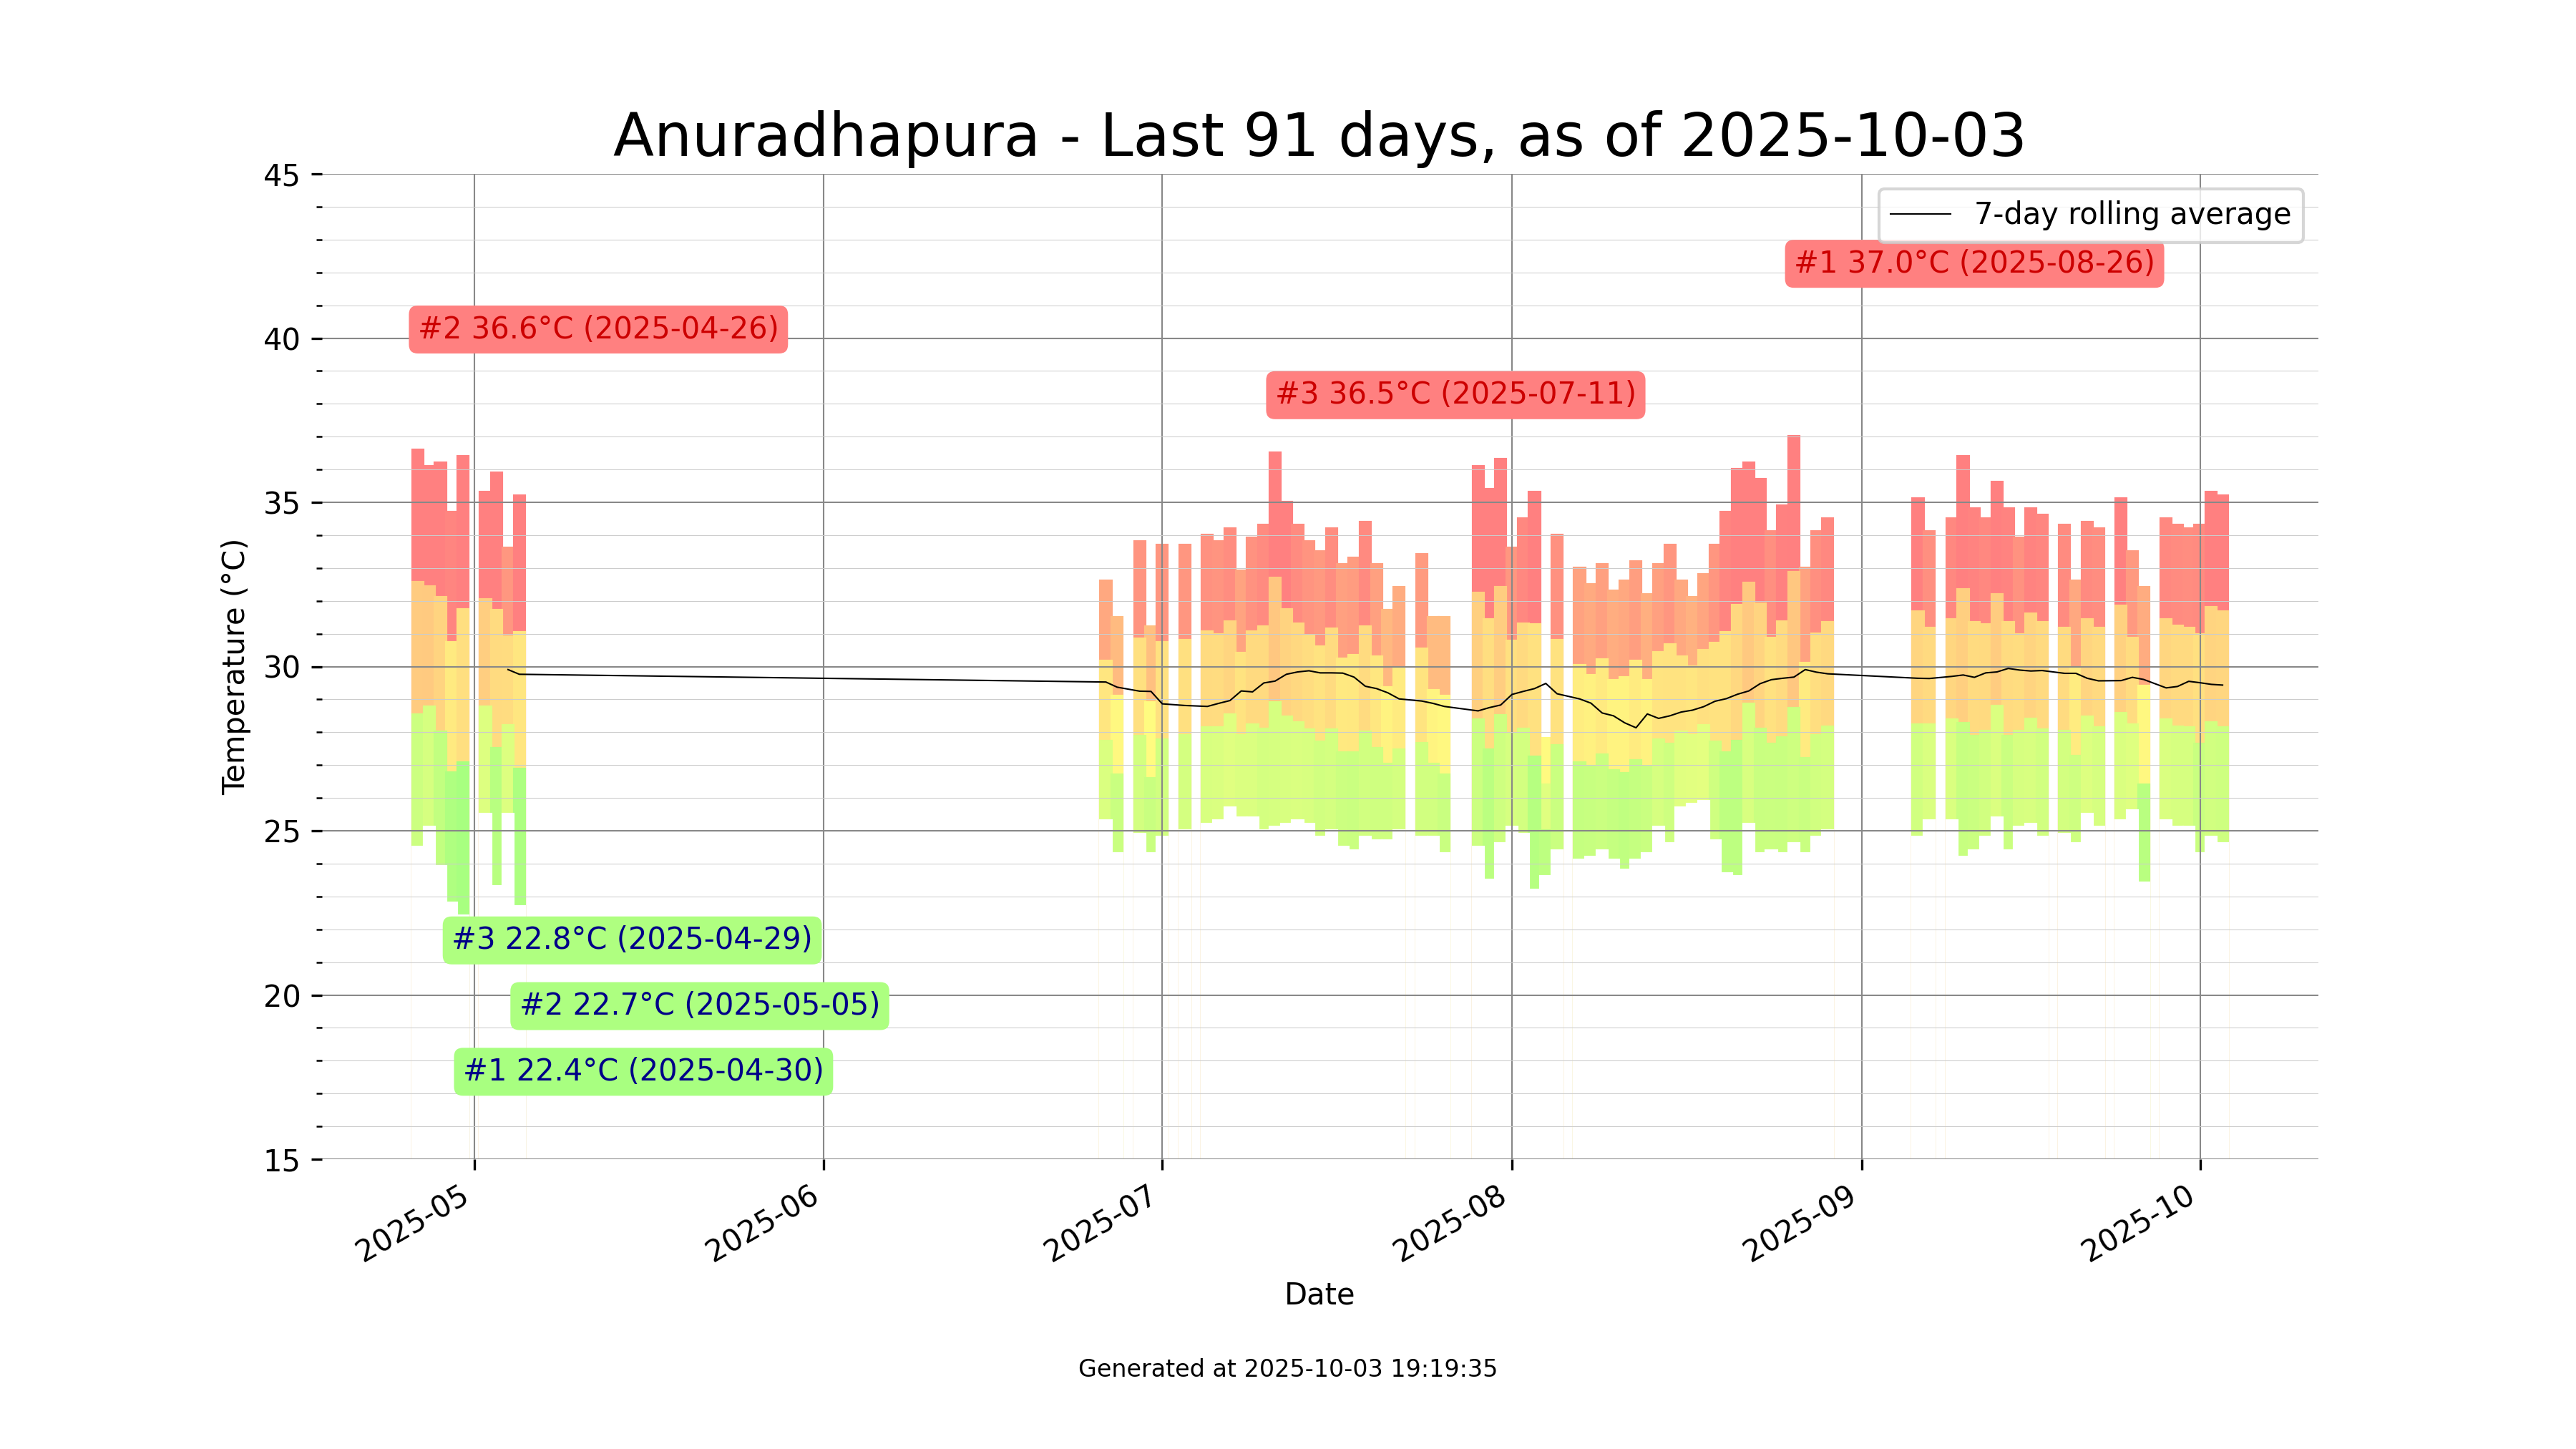 Anuradhapura - Last 91 days, as of 2025-10-03
7-day rolling average
#1 37.0°C (2025-08-26)
#2 36.6°C (2025-04-26)
#3 36.5°C (2025-07-11)
#3 22.8°C (2025-04-29)
#2 22.7°C (2025-05-05)
#1 22.4°C (2025-04-30)
45
40
35
30
25
20
15
Temperature (°C)
2025-05
2025-06
2025-07
2025-08
2025-09
2025-10
Date
Generated at 2025-10-03 19:19:35